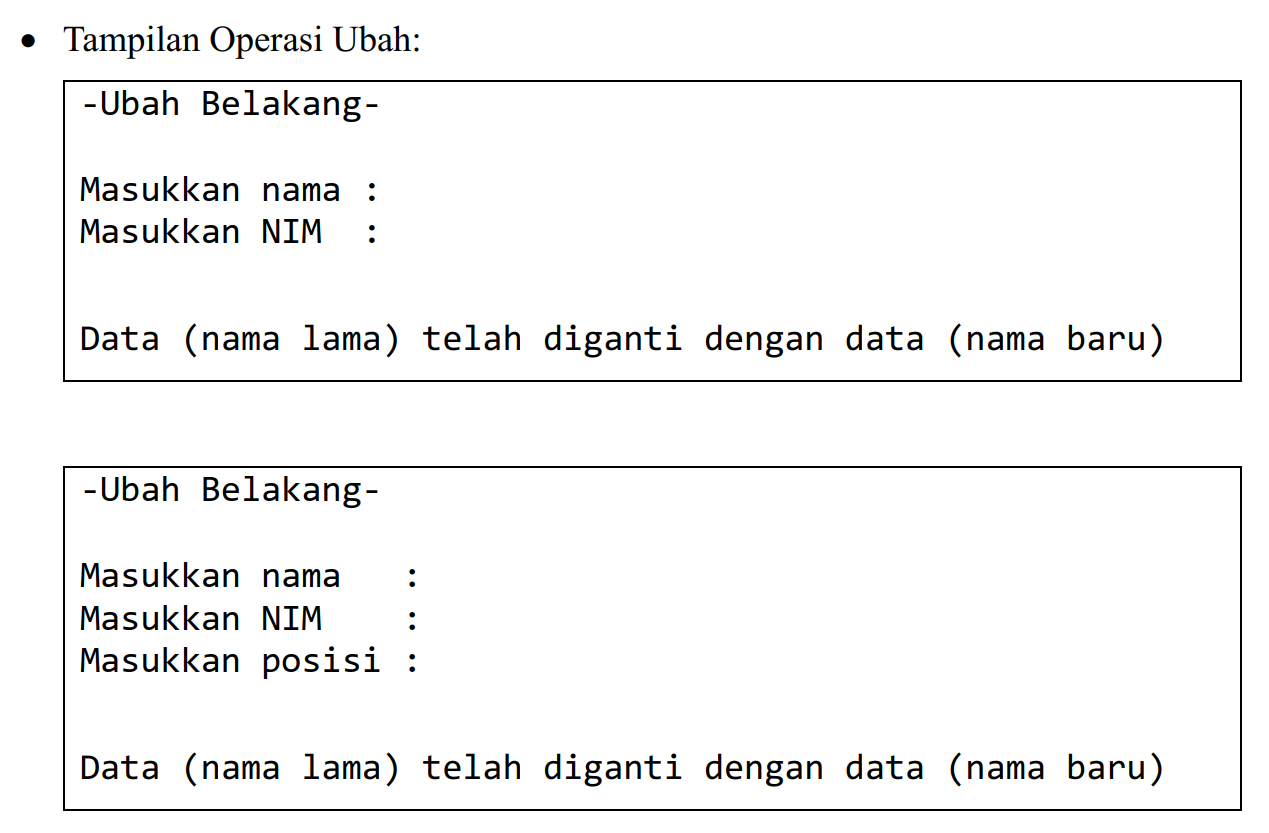 • Tampilan Operasi Ubah:
-Ubah Belakang-
Masukkan nama :
Masukkan NIM  :
Data (nama lama) telah diganti dengan data (nama baru)
-Ubah Belakang-
Masukkan nama   :
Masukkan NIM    :
Masukkan posisi :
Data (nama lama) telah diganti dengan data (nama baru)